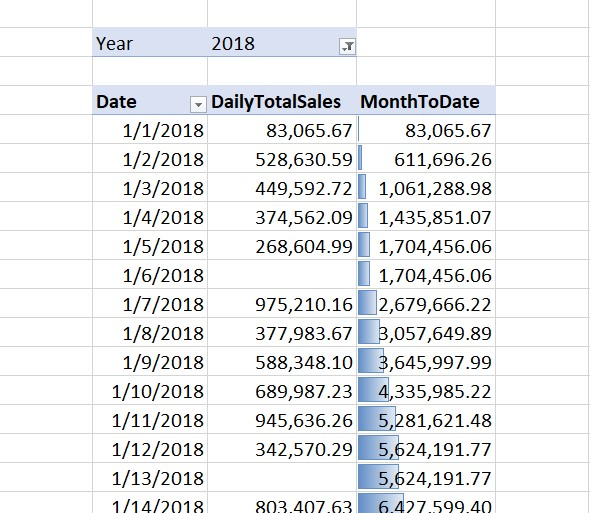 Year 2018
Date DailyTotalSales MonthToDate
1/1/2018 83,065.67 83,065.67
1/2/2018 528,630.59 611,696.26
1/3/2018 449,592.72 1,061,288.98
1/4/2018 374,562.09 1,435,851.07
1/5/2018 268,604.99 1,704,456.06
1/6/2018 1,704,456.06
1/7/2018 975,210.16 2,679,666.22
1/8/2018 377,983.67 3,057,649.89
1/9/2018 588,348.10 3,645,997.99
1/10/2018 689,987.23 4,335,985.22
1/11/2018 945,636.26 5,281,621.48
1/12/2018 342,570.29 5,624,191.77
1/13/2018 5,624,191.77
1/14/2018 803,407.63 6,427,599.40